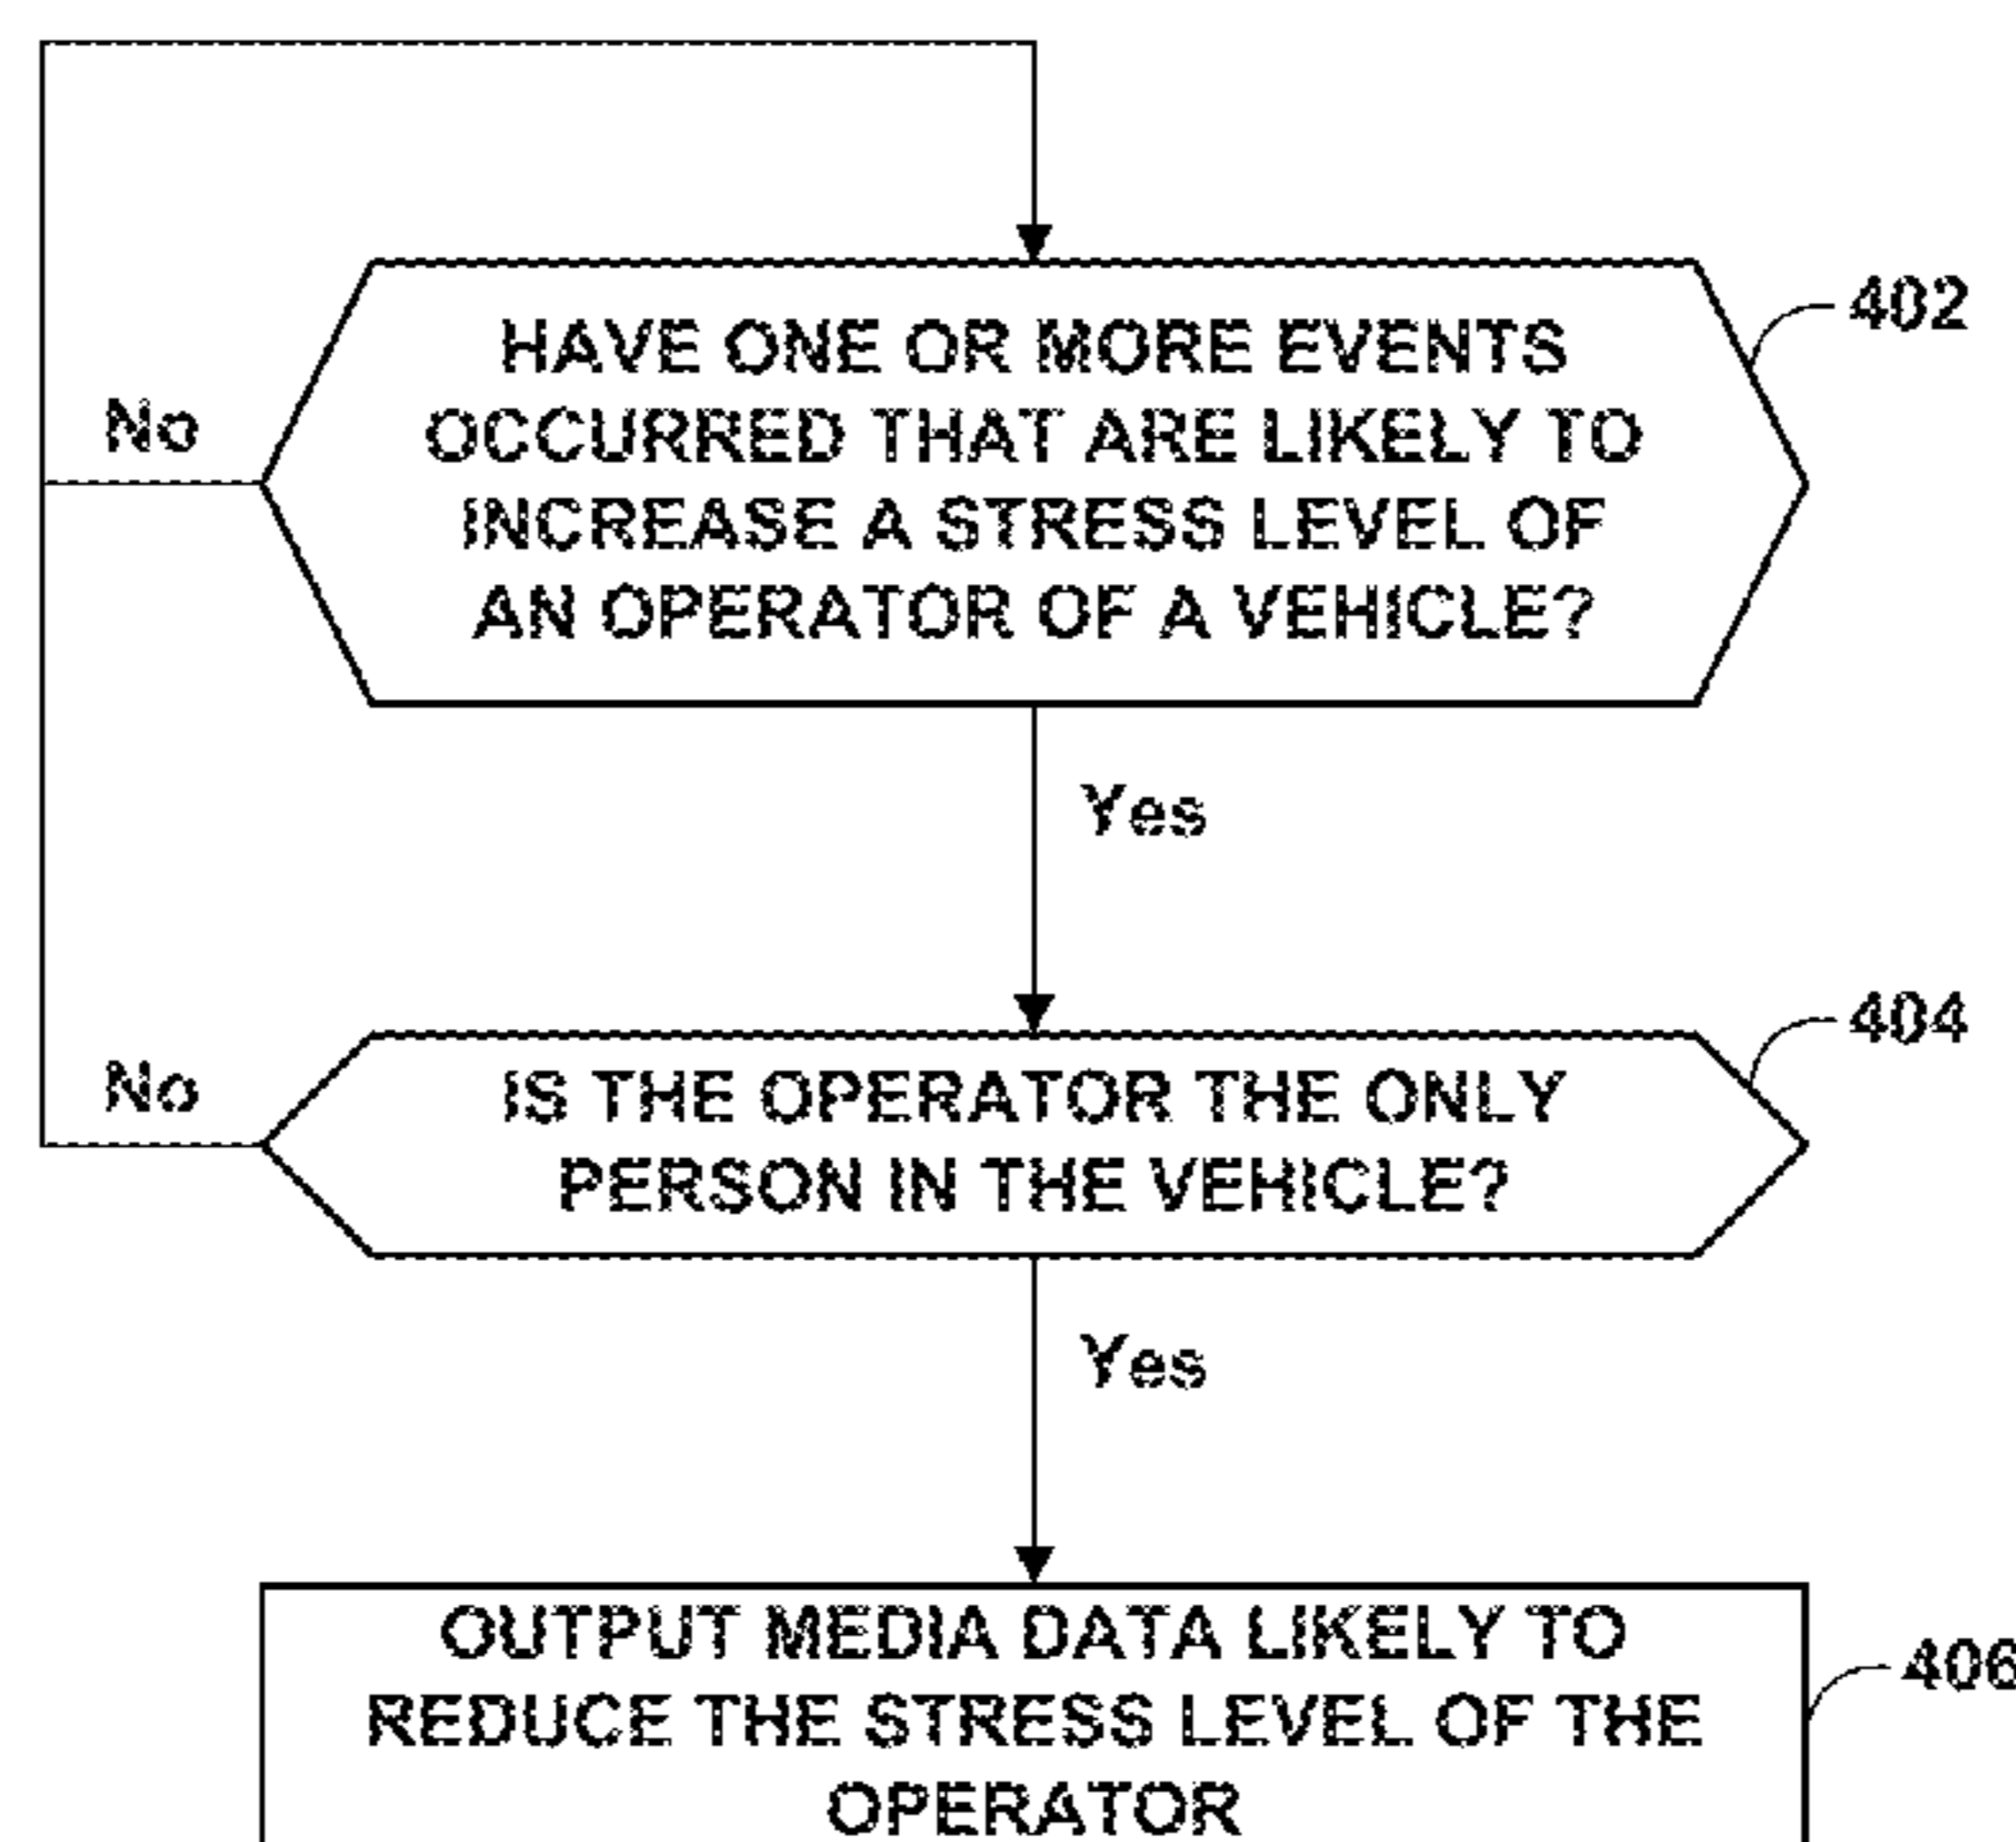 HAVE ONE OR MORE EVENTS
OCCURRED THAT ARE LIKELY TO
INCREASE A STRESS LEVEL OF
AN OPERATOR OF A VEHICLE?
402
No
Yes
IS THE OPERATOR THE ONLY
PERSON IN THE VEHICLE?
404
No
Yes
OUTPUT MEDIA DATA LIKELY TO
REDUCE THE STRESS LEVEL OF THE
OPERATOR
406